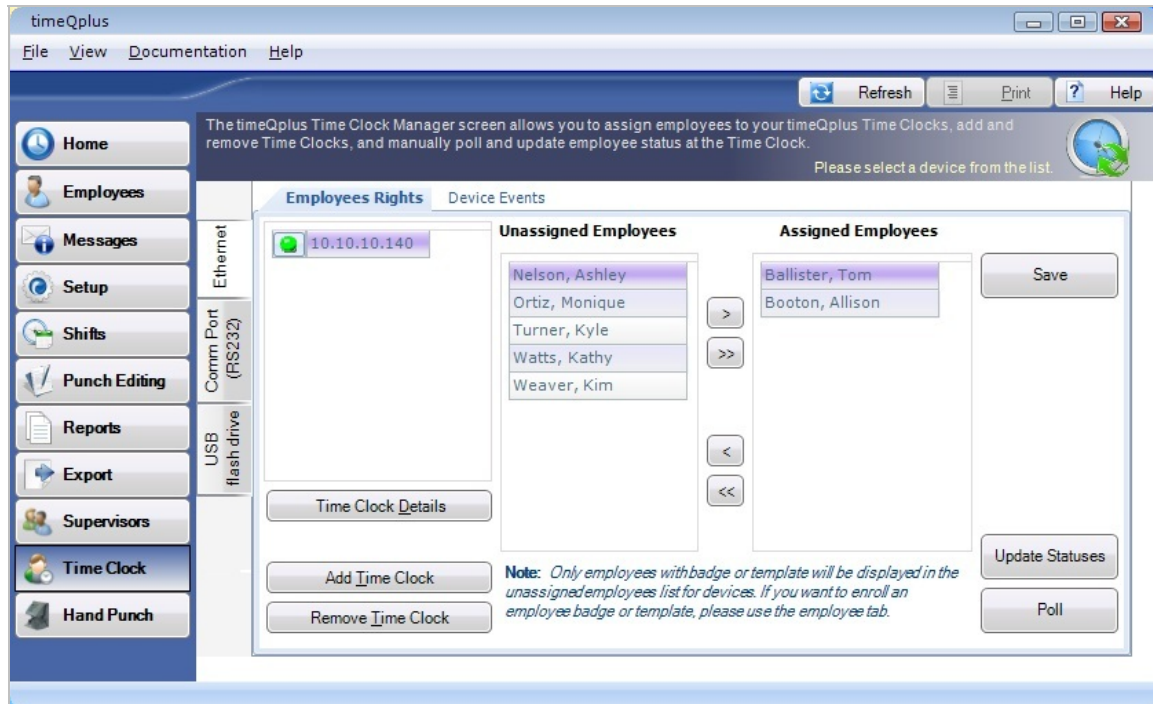 timeQplus
File View Documentation Help
Refresh Print ? Help
The timeQplus Time Clock Manager screen allows you to assign employees to your timeQplus Time Clocks, add and
remove Time Clocks, and manually poll and update employee status at the Time Clock.
Please select a device from the list.
Home
Employees
Messages
Setup
Shifts
Punch Editing
Reports
Export
Supervisors
Time Clock
Hand Punch
Ethernet
Comm Port
(RS232)
USB
flash drive
Employees Rights Device Events
10.10.10.140
Time Clock Details
Add Time Clock
Remove Time Clock
Unassigned Employees
Nelson, Ashley
Ortiz, Monique
Turner, Kyle
Watts, Kathy
Weaver, Kim
>
>>
<
<<
Assigned Employees
Ballister, Tom
Booton, Allison
Note: Only employees with badge or template will be displayed in the
unassigned employees list for devices. If you want to enroll an
employee badge or template, please use the employee tab.
Save
Update Statuses
Poll